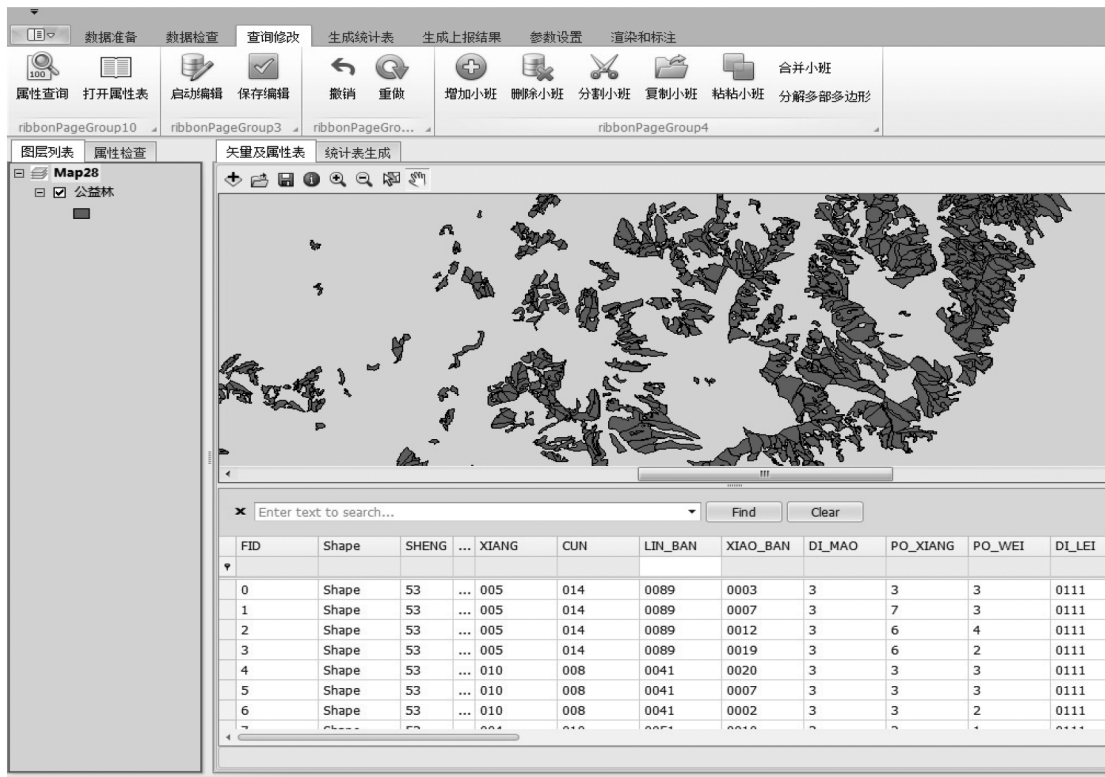 数据准备 数据检查 查询修改 生成统计表 生成上报结果 参数设置 渲染和标注
100
属性查询 打开属性表 启动编辑 保存编辑 撤销 重做 增加小班 删除小班 分割小班 复制小班 粘粘小班 合并小班
分解多部多边形
ribbonPageGroup10 ribbonPageGroup3 ribbonPageGro... ribbonPageGroup4
图层列表 属性检查 矢量及属性表 统计表生成
Map28
公益林
Enter text to search... Find Clear
FID Shape SHENG ... XIANG CUN LIN_BAN XIAO_BAN DI_MAO PO_XIANG PO_WEI DI_LEI
0 Shape 53 ... 005 014 0089 0003 3 3 3 0111
1 Shape 53 ... 005 014 0089 0007 3 7 3 0111
2 Shape 53 ... 005 014 0089 0012 3 6 4 0111
3 Shape 53 ... 005 014 0089 0019 3 6 2 0111
4 Shape 53 ... 010 008 0041 0020 3 3 3 0111
5 Shape 53 ... 010 008 0041 0007 3 3 3 0111
6 Shape 53 ... 010 008 0041 0002 3 3 2 0111